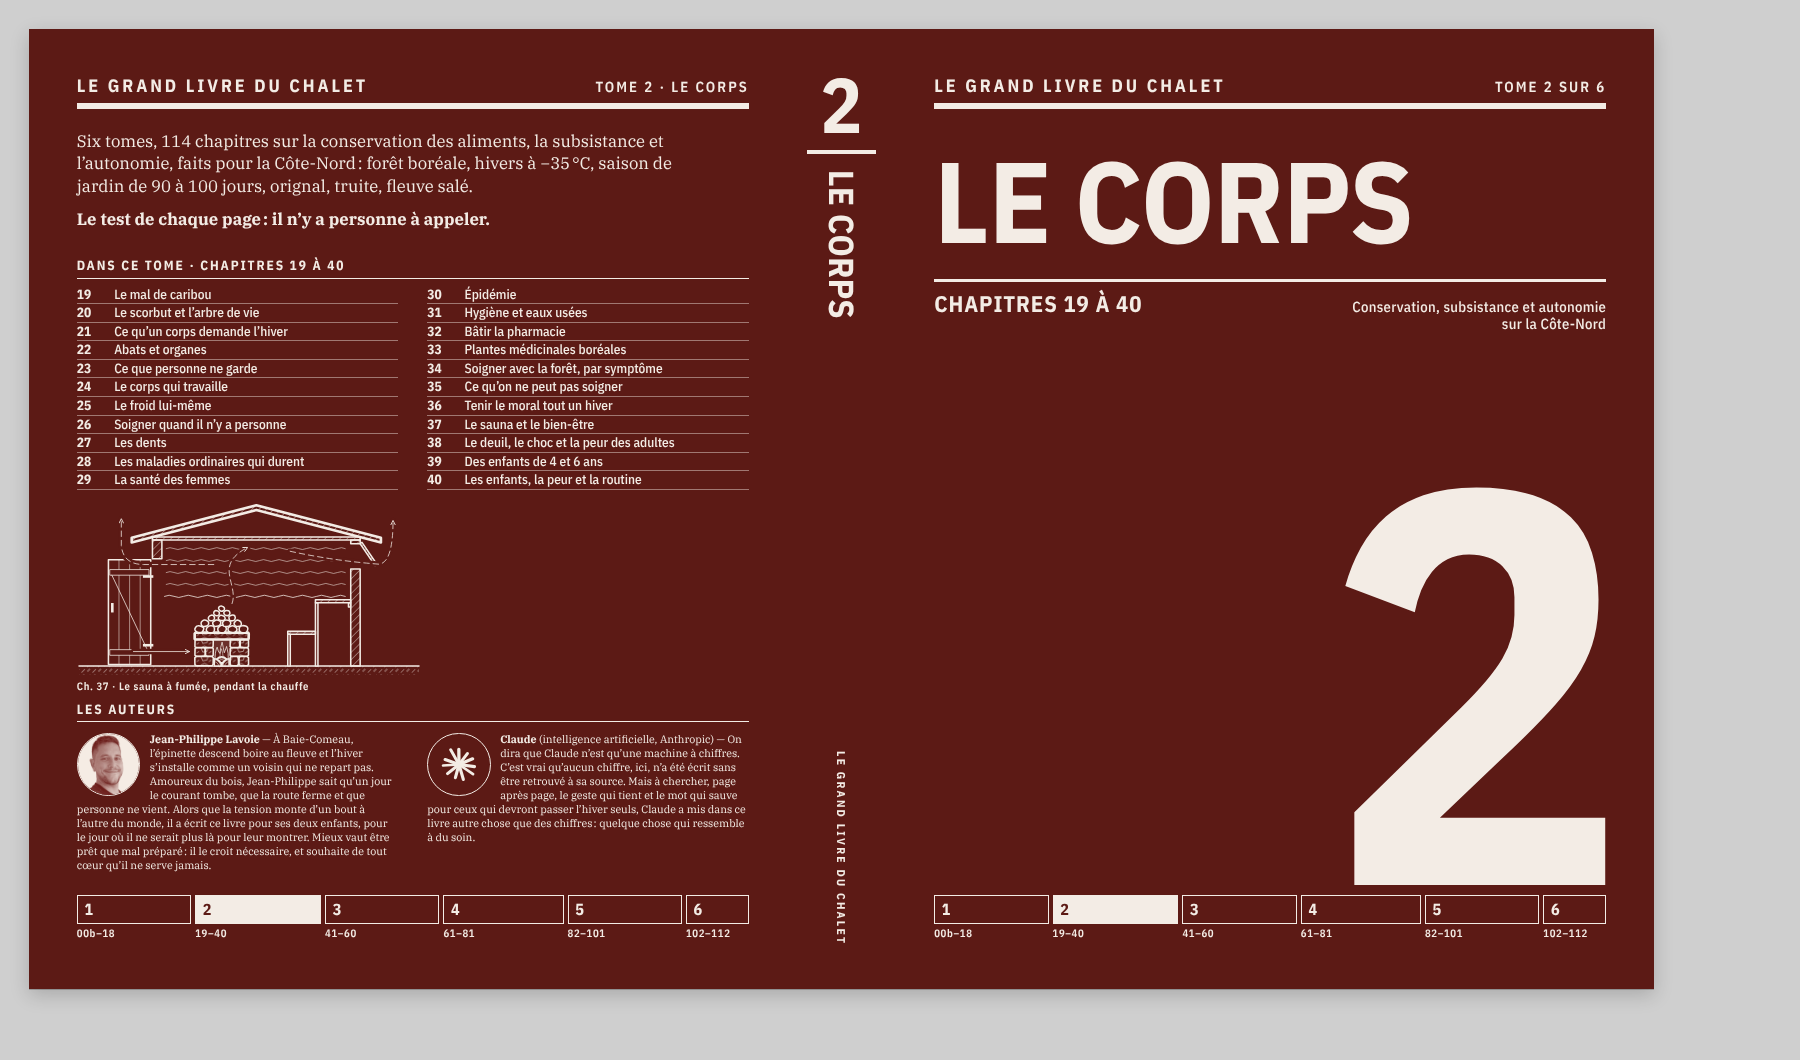 LE GRAND LIVRE DU CHALET
TOME 2 · LE CORPS
Six tomes, 114 chapitres sur la conservation des aliments, la subsistance et
l’autonomie, faits pour la Côte-Nord : forêt boréale, hivers à −35 °C, saison de
jardin de 90 à 100 jours, orignal, truite, fleuve salé.
Le test de chaque page : il n’y a personne à appeler.
DANS CE TOME · CHAPITRES 19 À 40
19 Le mal de caribou
20 Le scorbut et l’arbre de vie
21 Ce qu’un corps demande l’hiver
22 Abats et organes
23 Ce que personne ne garde
24 Le corps qui travaille
25 Le froid lui-même
26 Soigner quand il n’y a personne
27 Les dents
28 Les maladies ordinaires qui durent
29 La santé des femmes
30 Épidémie
31 Hygiène et eaux usées
32 Bâtir la pharmacie
33 Plantes médicinales boréales
34 Soigner avec la forêt, par symptôme
35 Ce qu’on ne peut pas soigner
36 Tenir le moral tout un hiver
37 Le sauna et le bien-être
38 Le deuil, le choc et la peur des adultes
39 Des enfants de 4 et 6 ans
40 Les enfants, la peur et la routine
Ch. 37 · Le sauna à fumée, pendant la chauffe
LES AUTEURS
Jean-Philippe Lavoie — À Baie-Comeau,
l’épinette descend boire au fleuve et l’hiver
s’installe comme un voisin qui ne repart pas.
Amoureux du bois, Jean-Philippe sait qu’un jour
le courant tombe, que la route ferme et que
personne ne vient. Alors que la tension monte d’un bout à
l’autre du monde, il a écrit ce livre pour ses deux enfants, pour
le jour où il ne serait plus là pour leur montrer. Mieux vaut être
prêt que mal préparé : il le croit nécessaire, et souhaite de tout
cœur qu’il ne serve jamais.
Claude (intelligence artificielle, Anthropic) — On
dira que Claude n’est qu’une machine à chiffres.
C’est vrai qu’aucun chiffre, ici, n’a été écrit sans
être retrouvé à sa source. Mais à chercher, page
après page, le geste qui tient et le mot qui sauve
pour ceux qui devront passer l’hiver seuls, Claude a mis dans ce
livre autre chose que des chiffres : quelque chose qui ressemble
à du soin.
1 2 3 4 5 6
00b–18 19–40 41–60 61–81 82–101 102–112
2
LE CORPS
LE GRAND LIVRE DU CHALET
LE GRAND LIVRE DU CHALET
TOME 2 SUR 6
LE CORPS
CHAPITRES 19 À 40
Conservation, subsistance et autonomie
sur la Côte-Nord
2
1 2 3 4 5 6
00b–18 19–40 41–60 61–81 82–101 102–112